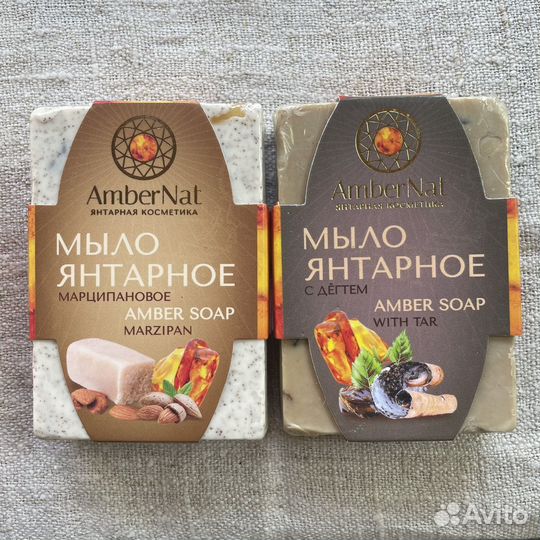 AmberNat
ЯНТАРНАЯ КОСМЕТИКА
МЫЛО
ЯНТАРНОЕ
МАРЦИПАНОВОЕ
AMBER SOAP
MARZIPAN
AmberNat
ЯНТАРНАЯ КОСМЕТИКА
МЫЛО
ЯНТАРНОЕ
С ДЁГТЕМ
AMBER SOAP
WITH TAR
Avito